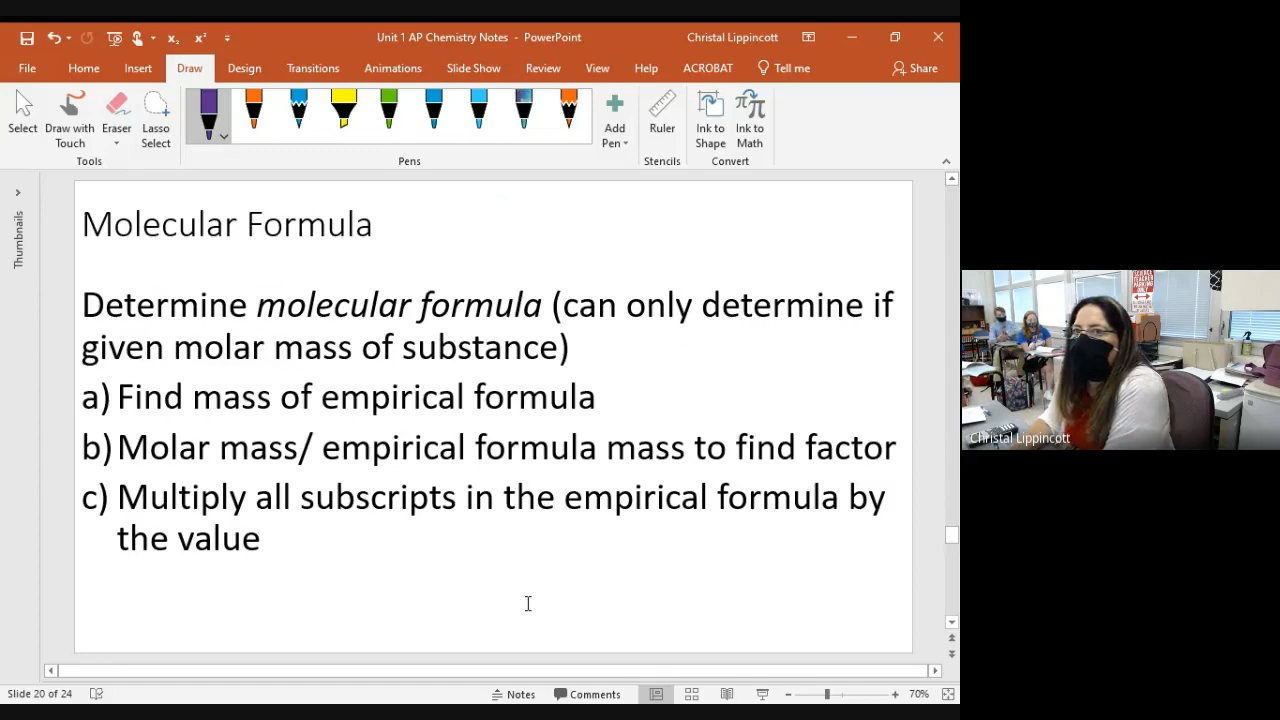 Unit 1 AP Chemistry Notes - PowerPoint
Christal Lippincott
File Home Insert Draw Design Transitions Animations Slide Show Review View Help ACROBAT Tell me Share
Select
Draw with Touch
Eraser
Lasso Select
Add Pen
Ruler
Ink to Shape
Ink to Math
Tools Pens Stencils Convert
Thumbnails
Molecular Formula
Determine molecular formula (can only determine if
given molar mass of substance)
a) Find mass of empirical formula
b) Molar mass/ empirical formula mass to find factor
c) Multiply all subscripts in the empirical formula by
the value
Christal Lippincott
Slide 20 of 24 Notes Comments 70%